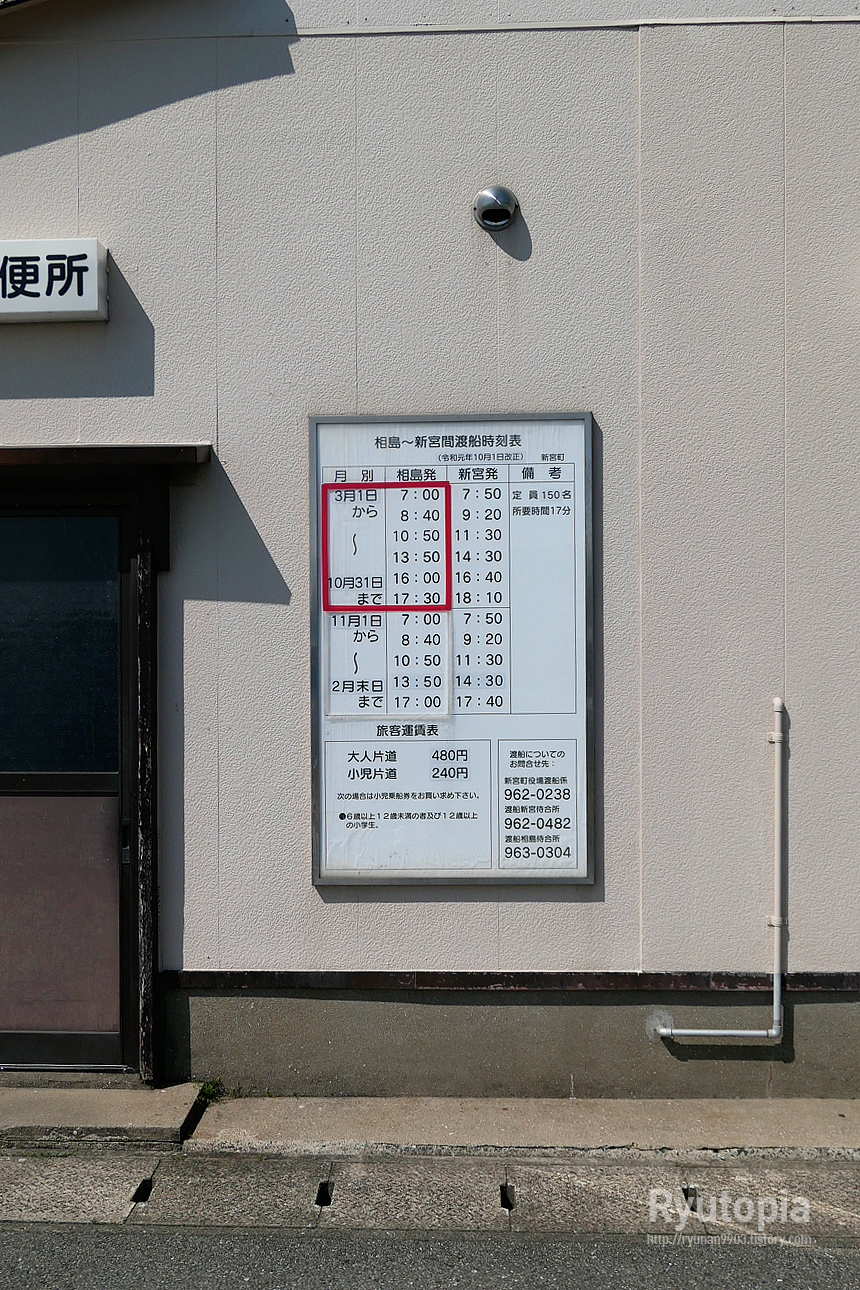 便所
相島～新宮間渡船時刻表
(令和元年10月1日改正) 新宮町
月 別 相島発 新宮発 備 考
3月1日 7:00 7:50 定 員 150名
から 8:40 9:20 所要時間17分
～ 10:50 11:30
13:50 14:30
10月31日 16:00 16:40
まで 17:30 18:10
11月1日 7:00 7:50
から 8:40 9:20
～ 10:50 11:30
2月末日 13:50 14:30
まで 17:00 17:40
旅客運賃表
大人片道 480円
小児片道 240円
次の場合は小児乗船券をお買い求め下さい。
●6歳以上12歳未満の者及び12歳以上
の小学生。
渡船についての
お問合せ先：
新宮町役場渡船係
962-0238
渡船新宮待合所
962-0482
渡船相島待合所
963-0304
Ryutopia
http://ryunan9903.tistory.com